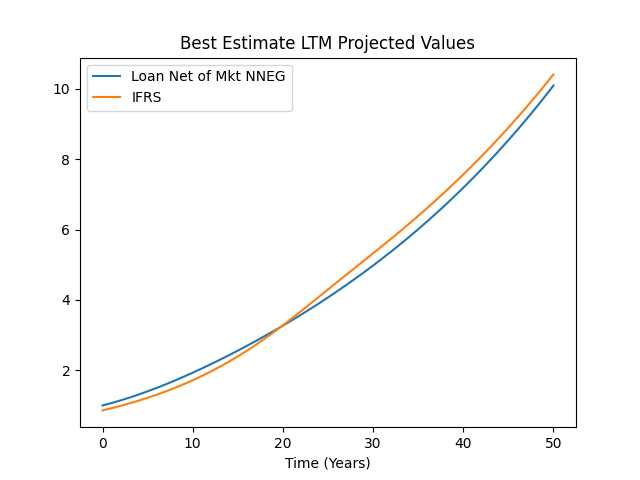 Best Estimate LTM Projected Values
Loan Net of Mkt NNEG
IFRS
10
8
6
4
2
0 10 20 30 40 50
Time (Years)